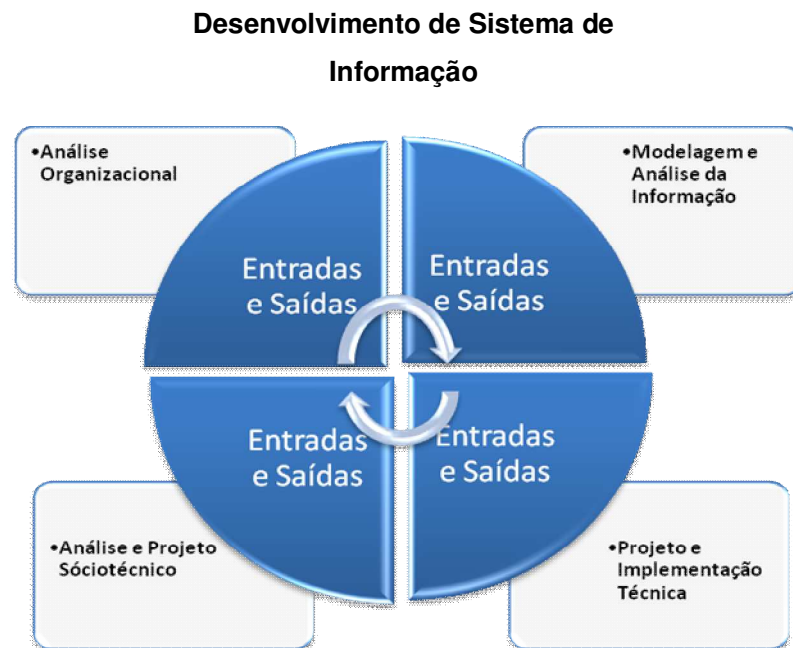 Desenvolvimento de Sistema de
Informação
•Análise
Organizacional
•Modelagem e
Análise da
Informação
Entradas
e Saídas
Entradas
e Saídas
Entradas
e Saídas
Entradas
e Saídas
•Análise e Projeto
Sóciotécnico
•Projeto e
Implementação
Técnica